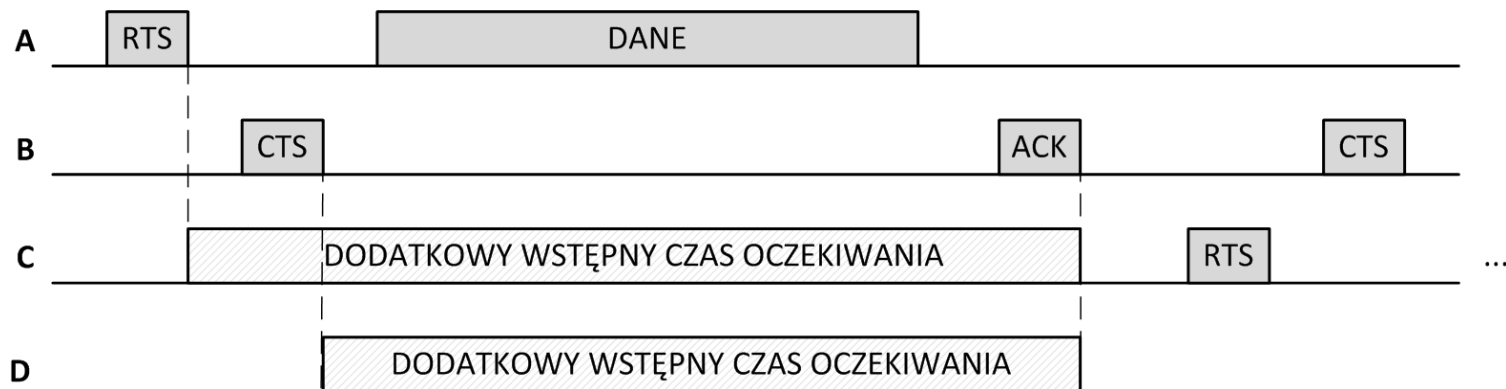 A RTS DANE
B CTS ACK CTS
C DODATKOWY WSTĘPNY CZAS OCZEKIWANIA RTS ...
D DODATKOWY WSTĘPNY CZAS OCZEKIWANIA